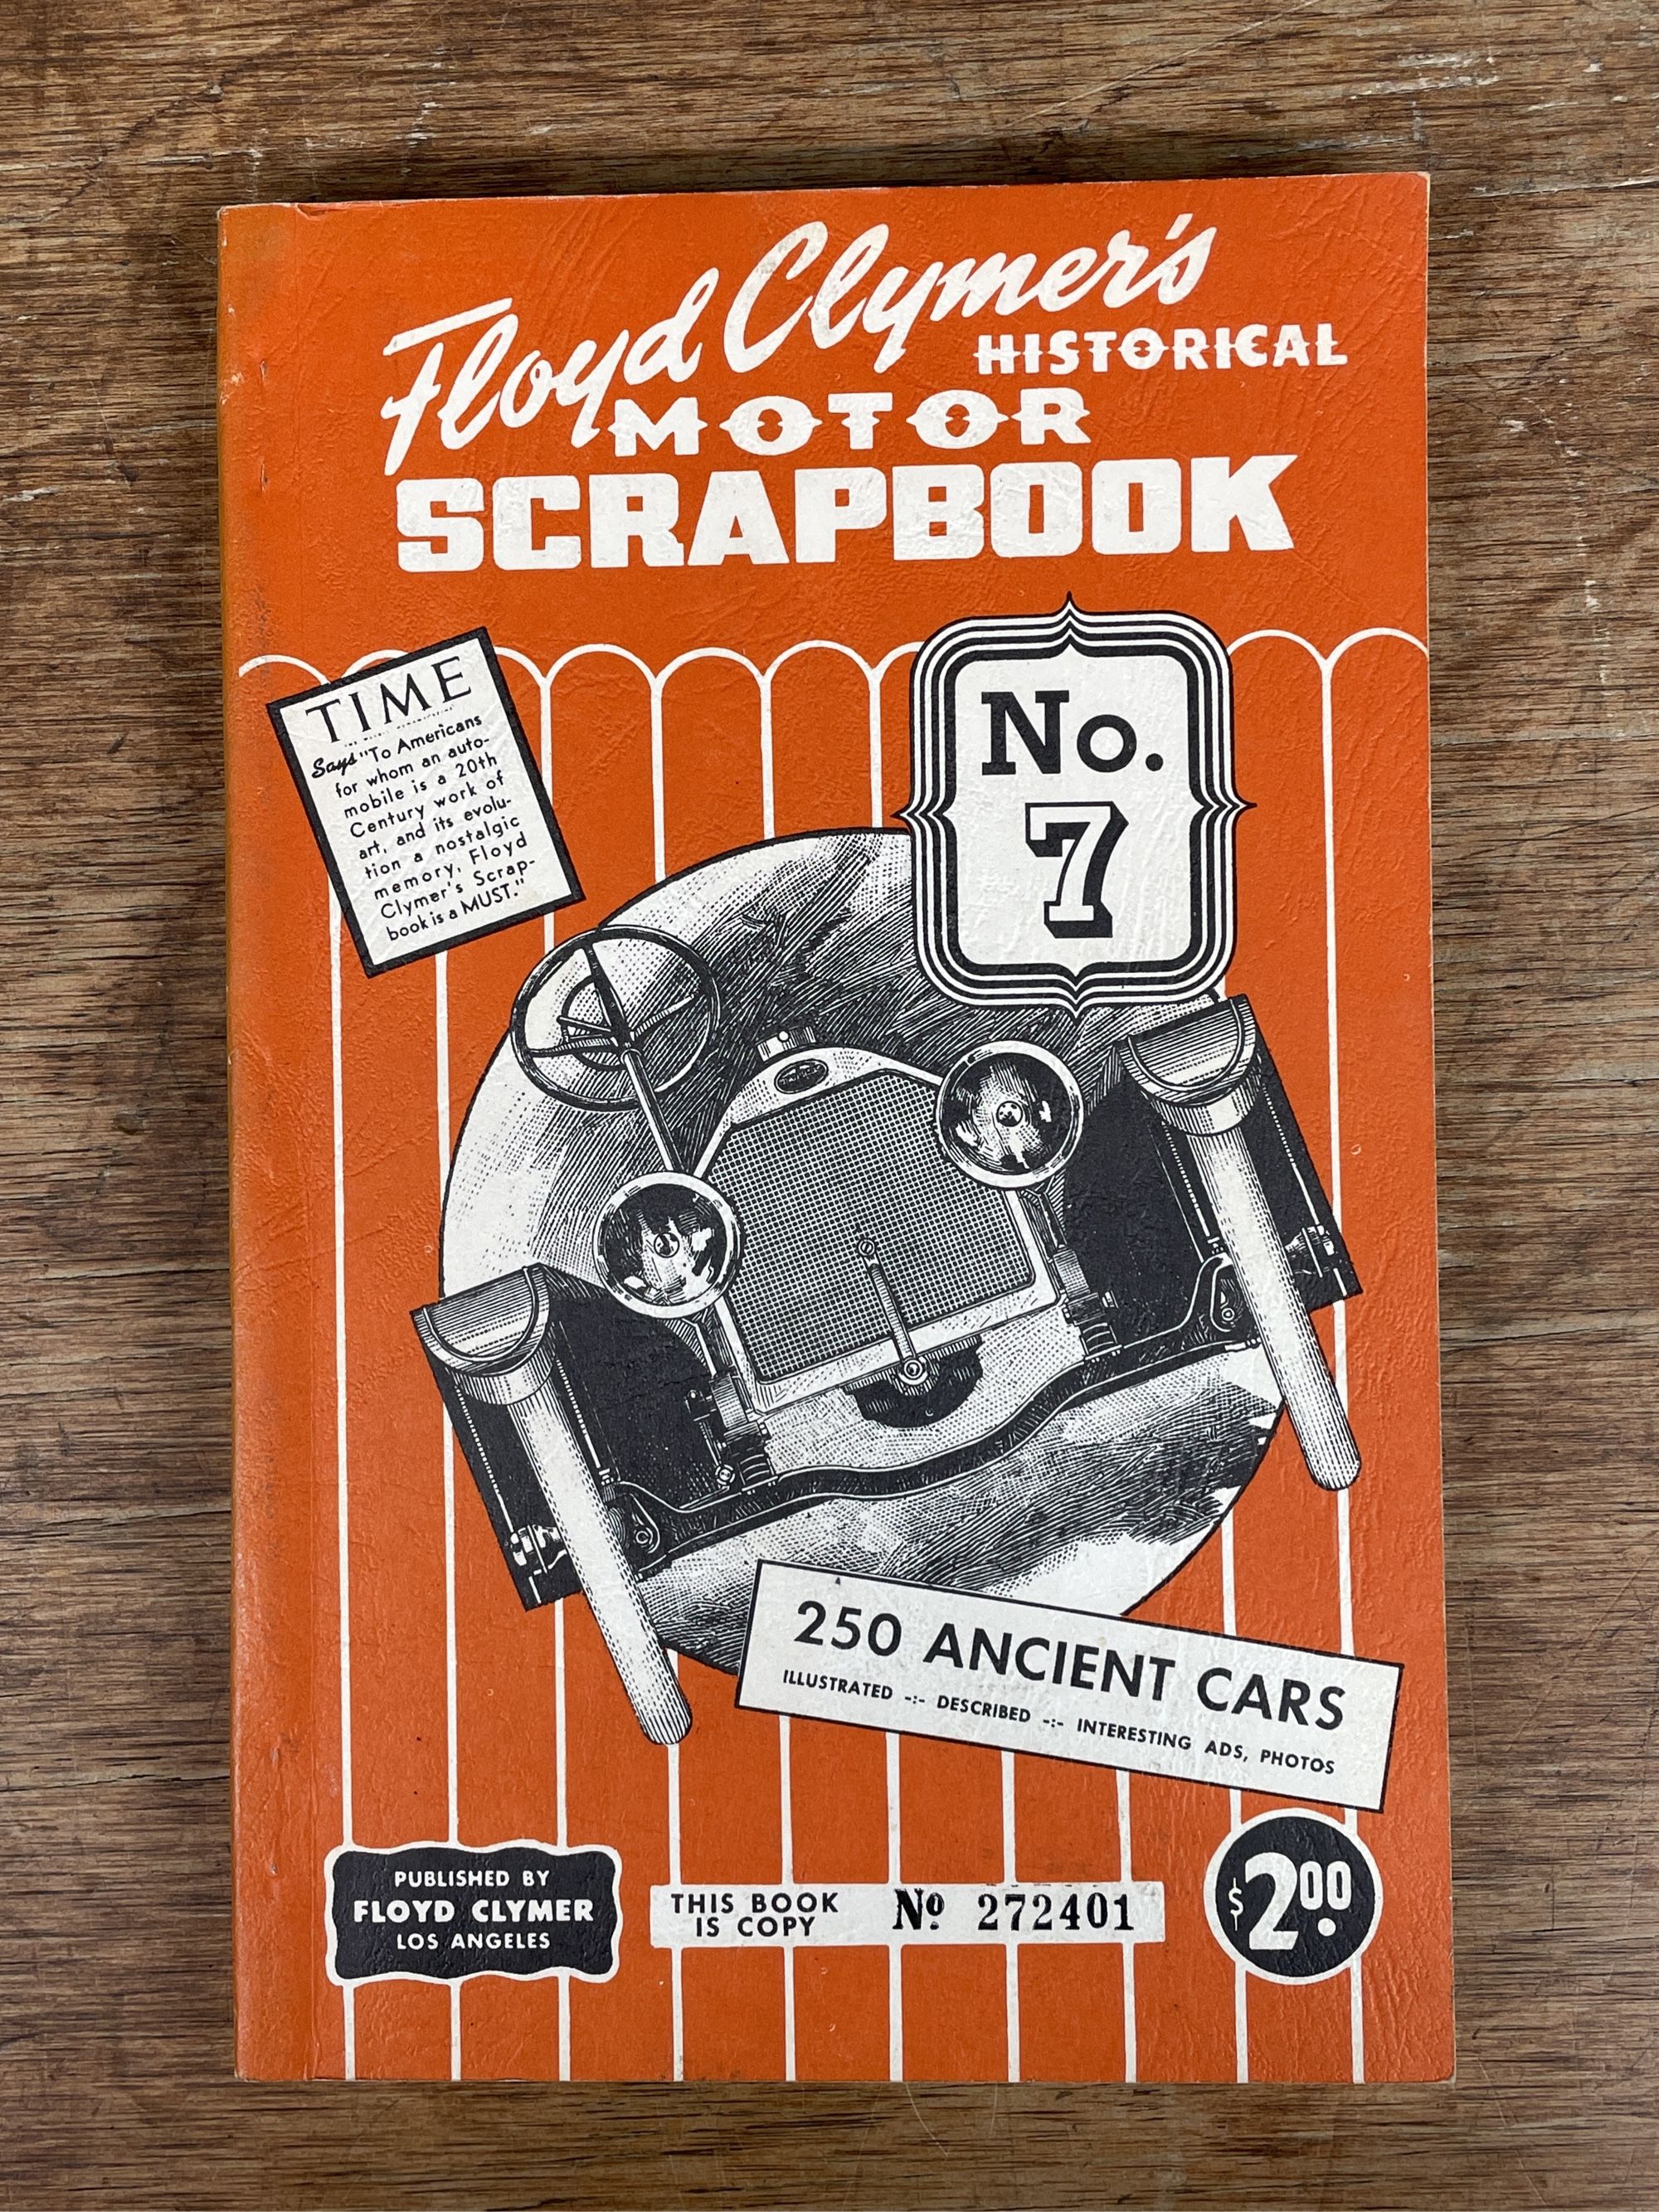 Floyd Clymer's
HISTORICAL
MOTOR
SCRAPBOOK
TIME
Says "To Americans
for whom an auto-
mobile is a 20th
Century work of
art, and its evolu-
tion a nostalgic
memory, Floyd
Clymer's Scrap-
book is a MUST."
No.
7
250 ANCIENT CARS
ILLUSTRATED -:- DESCRIBED -:- INTERESTING ADS, PHOTOS
PUBLISHED BY
FLOYD CLYMER
LOS ANGELES
THIS BOOK
IS COPY
Nº 272401
$2.00